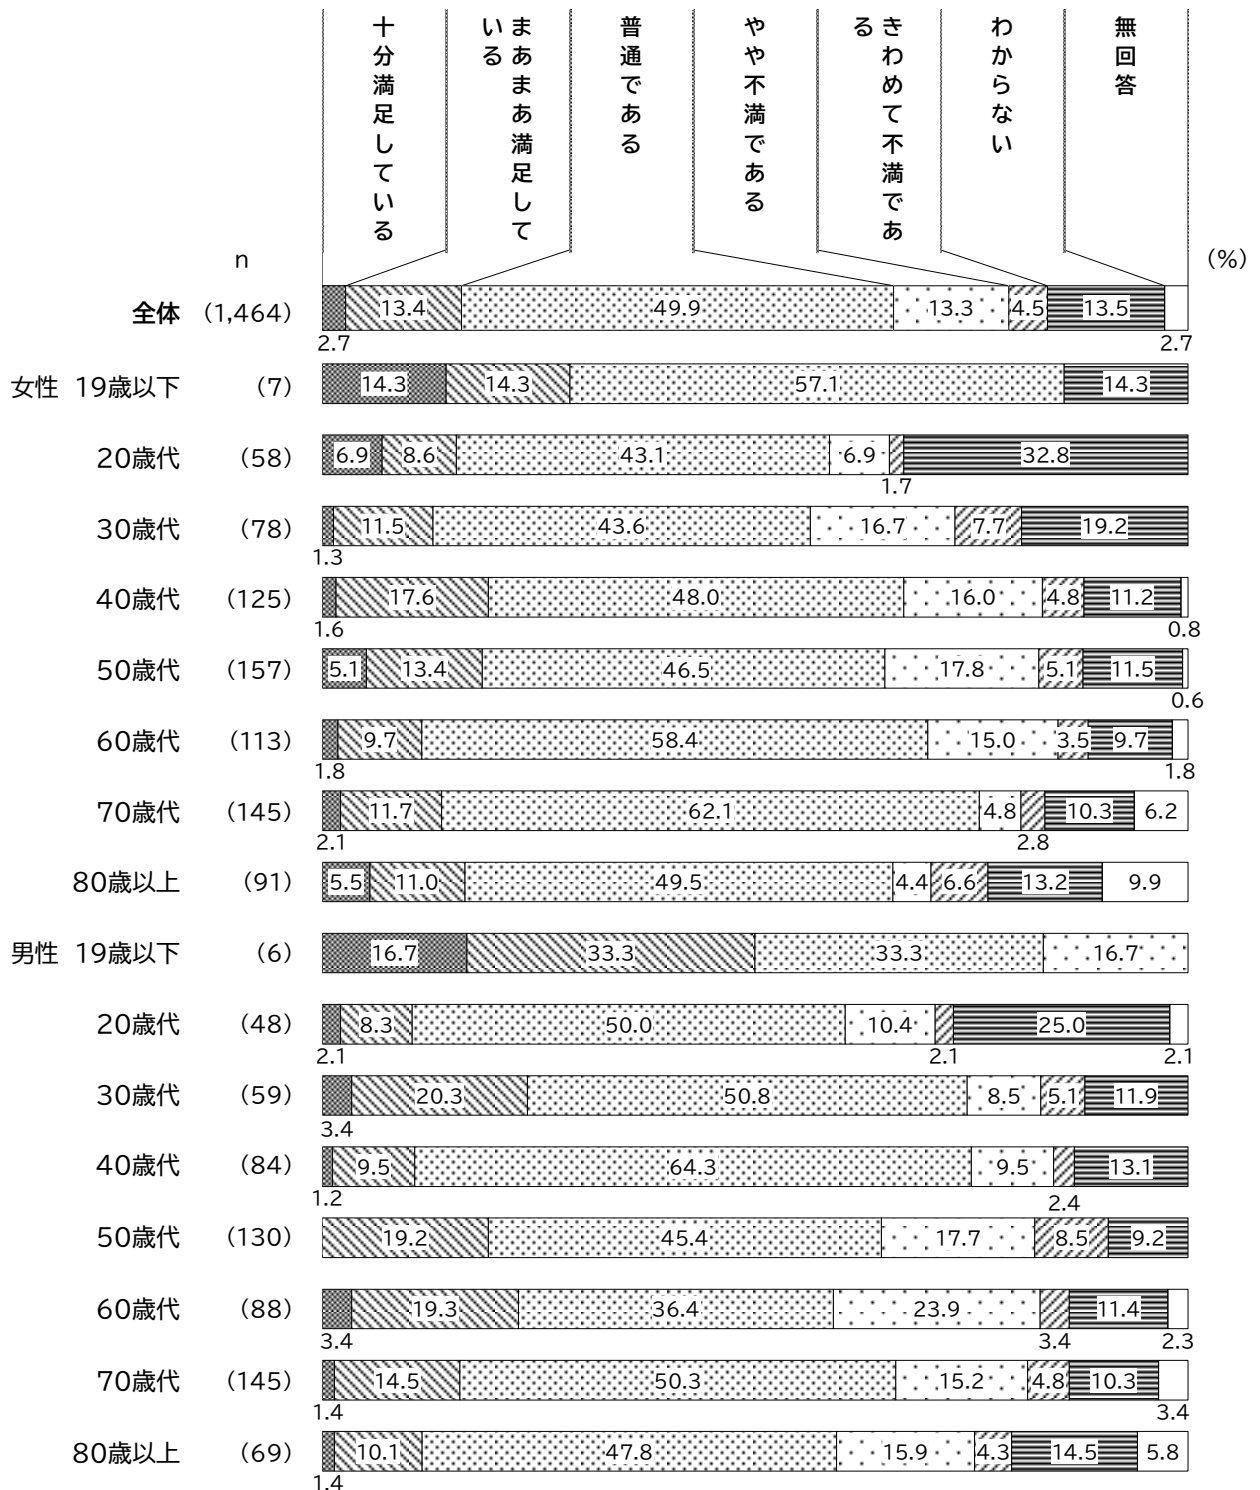 十分満足している
まあまあ満足して
いる
普通である
やや不満である
きわめて不満であ
る
わからない
無回答
n
(%)
全体 (1,464) 13.4 49.9 13.3 4.5 13.5
2.7 2.7
女性 19歳以下 (7) 14.3 14.3 57.1 14.3
20歳代 (58) 6.9 8.6 43.1 6.9 32.8
1.7
30歳代 (78) 11.5 43.6 16.7 7.7 19.2
1.3
40歳代 (125) 17.6 48.0 16.0 4.8 11.2
1.6 0.8
50歳代 (157) 5.1 13.4 46.5 17.8 5.1 11.5
0.6
60歳代 (113) 9.7 58.4 15.0 3.5 9.7
1.8 1.8
70歳代 (145) 11.7 62.1 4.8 10.3 6.2
2.1 2.8
80歳以上 (91) 5.5 11.0 49.5 4.4 6.6 13.2 9.9
男性 19歳以下 (6) 16.7 33.3 33.3 16.7
20歳代 (48) 8.3 50.0 10.4 25.0
2.1 2.1 2.1
30歳代 (59) 20.3 50.8 8.5 5.1 11.9
3.4
40歳代 (84) 9.5 64.3 9.5 13.1
1.2 2.4
50歳代 (130) 19.2 45.4 17.7 8.5 9.2
60歳代 (88) 19.3 36.4 23.9 11.4
3.4 3.4 2.3
70歳代 (145) 14.5 50.3 15.2 4.8 10.3
1.4 3.4
80歳以上 (69) 10.1 47.8 15.9 4.3 14.5 5.8
1.4